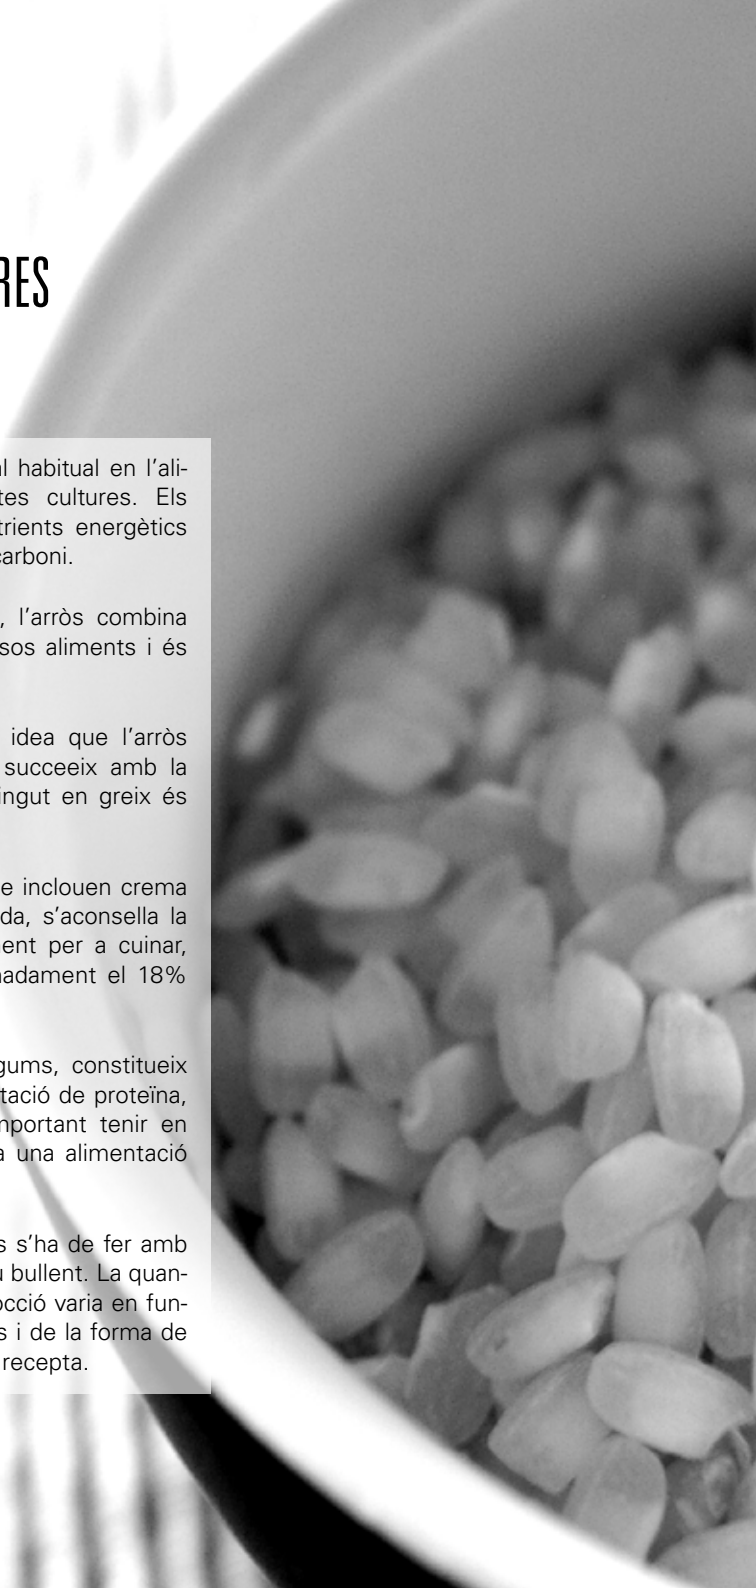 RES
l habitual en l'ali-
tes cultures. Els
trients energètics
carboni.
, l'arròs combina
sos aliments i és
idea que l'arròs
succeeix amb la
ingut en greix és
e inclouen crema
da, s'aconsella la
ent per a cuinar,
adament el 18%
gums, constitueix
tació de proteïna,
mportant tenir en
a una alimentació
s s'ha de fer amb
u bullent. La quan-
occió varia en fun-
s i de la forma de
recepta.